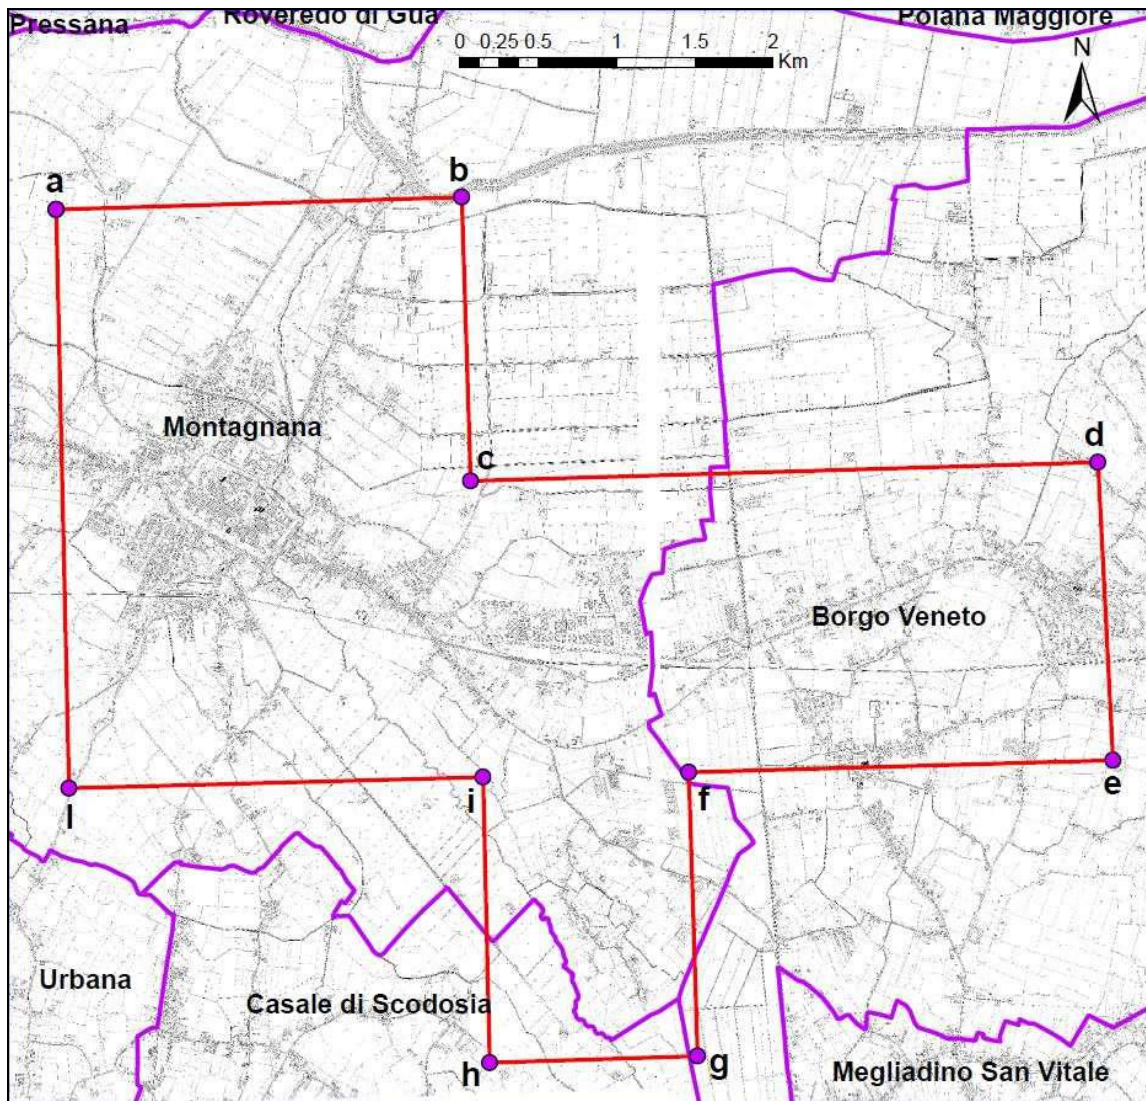 Pressana
Roveredo di Guà
Poiana Maggiore
0 0.25 0.5 1 1.5 2
Km
N
a
b
Montagnana
c
d
Borgo Veneto
l
i
f
e
Urbana
Casale di Scodosia
h
g
Megliadino San Vitale